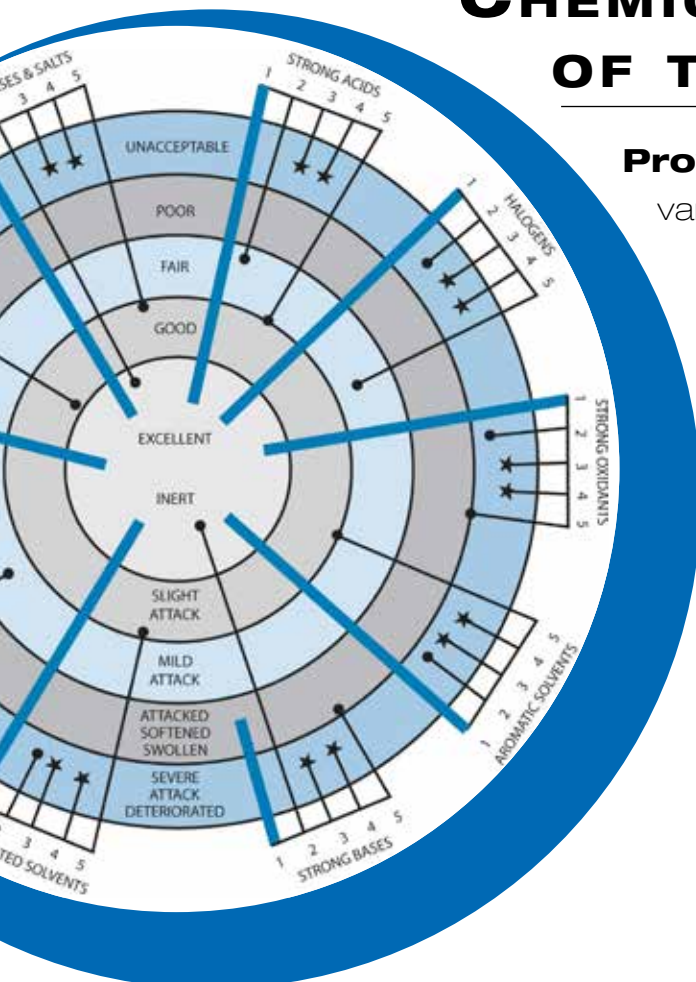 CHEMIC
OF T
Pro
va
SES & SALTS
3
4
5
STRONG ACIDS
1
2
3
4
5
HALOGENS
1
2
3
4
5
STRONG OXIDANTS
1
2
3
4
5
AROMATIC SOLVENTS
1
2
3
4
5
STRONG BASES
1
2
3
4
5
TED SOLVENTS
3
4
5
UNACCEPTABLE
POOR
FAIR
GOOD
EXCELLENT
INERT
SLIGHT
ATTACK
MILD
ATTACK
ATTACKED
SOFTENED
SWOLLEN
SEVERE
ATTACK
DETERIORATED